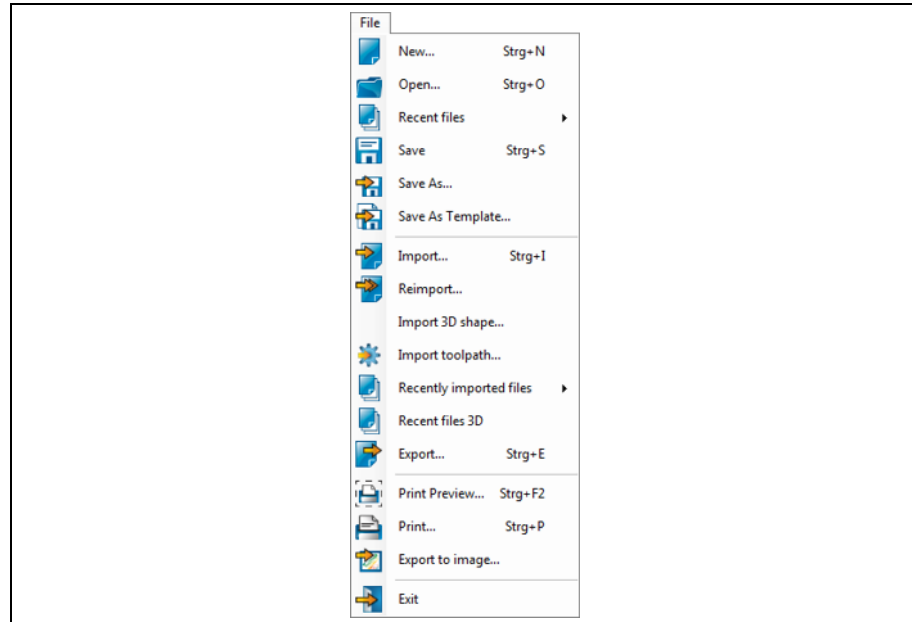 File
New... Strg+N
Open... Strg+O
Recent files
Save Strg+S
Save As...
Save As Template...
Import... Strg+I
Reimport...
Import 3D shape...
Import toolpath...
Recently imported files
Recent files 3D
Export... Strg+E
Print Preview... Strg+F2
Print... Strg+P
Export to image...
Exit